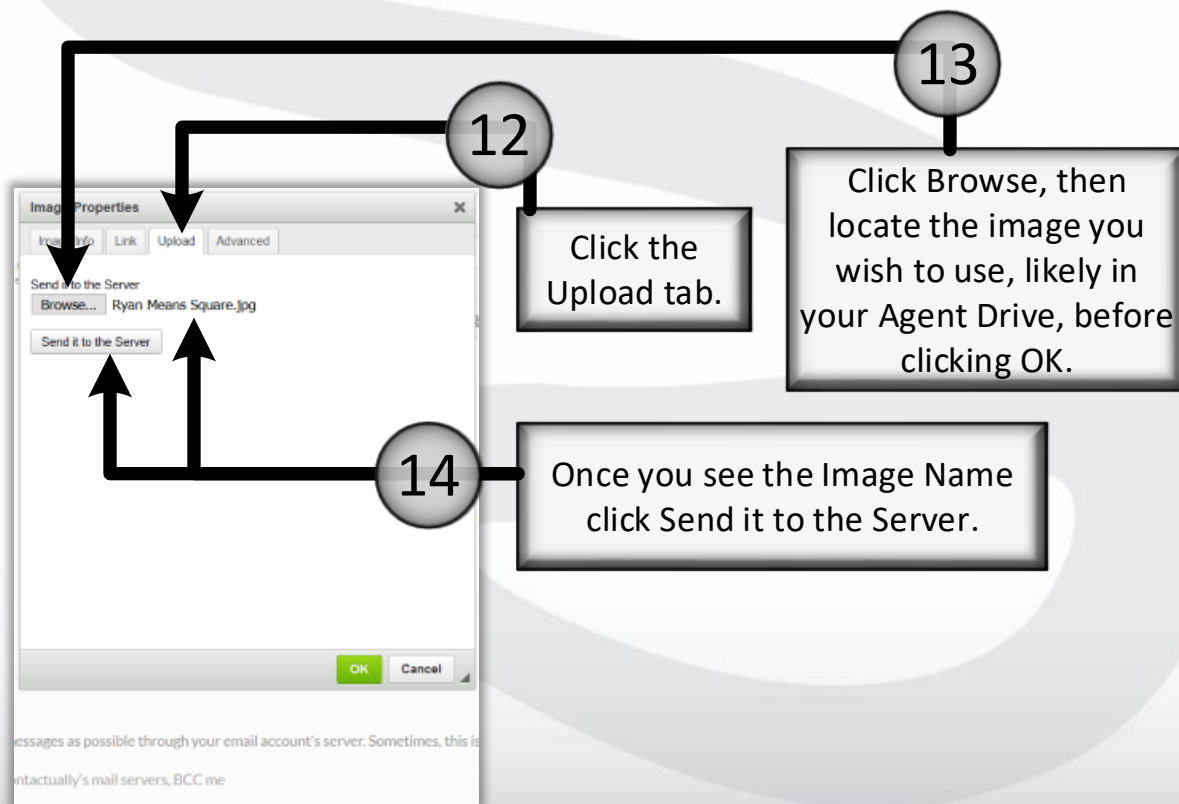 13
12
Click Browse, then
locate the image you
wish to use, likely in
your Agent Drive, before
clicking OK.
Click the
Upload tab.
Image Properties
Image Info Link Upload Advanced
Send it to the Server
Browse... Ryan Means Square.jpg
Send it to the Server
14
Once you see the Image Name
click Send it to the Server.
OK Cancel
essages as possible through your email account's server. Sometimes, this is
ntactually's mail servers, BCC me